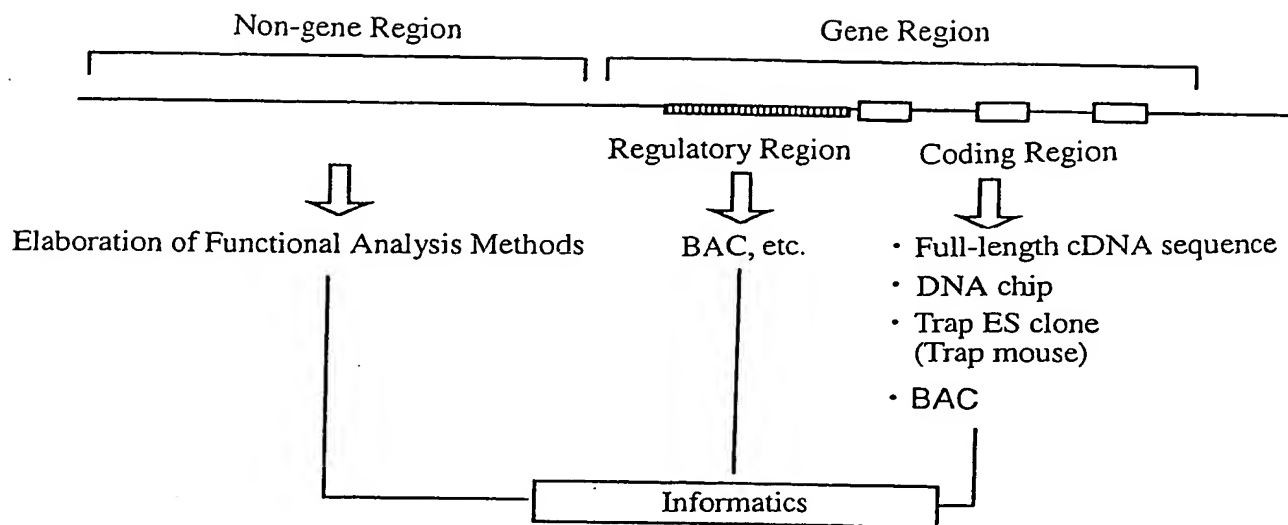 Non-gene Region
Gene Region
Regulatory Region
Coding Region
Elaboration of Functional Analysis Methods
BAC, etc.
· Full-length cDNA sequence
· DNA chip
· Trap ES clone
(Trap mouse)
· BAC
Informatics